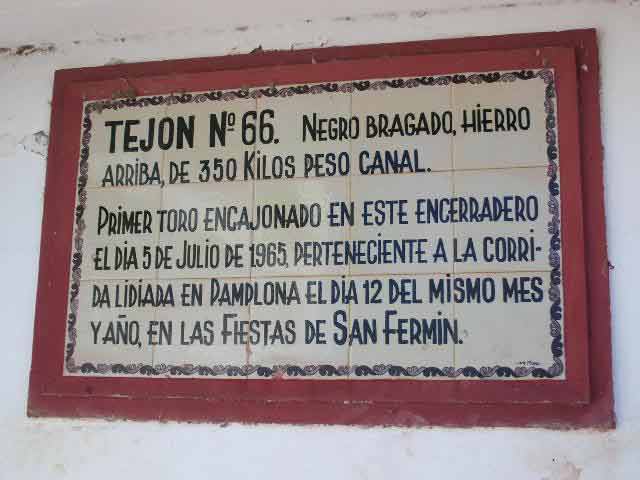 TEJON Nº 66. NEGRO BRAGADO, HIERRO
ARRIBA, DE 350 KILOS PESO CANAL.
PRIMER TORO ENCAJONADO EN ESTE ENCERRADERO
EL DIA 5 DE JULIO DE 1.965, PERTENECIENTE A LA CORRI-
DA LIDIADA EN PAMPLONA EL DIA 12 DEL MISMO MES
Y AÑO, EN LAS FIESTAS DE SAN FERMIN.